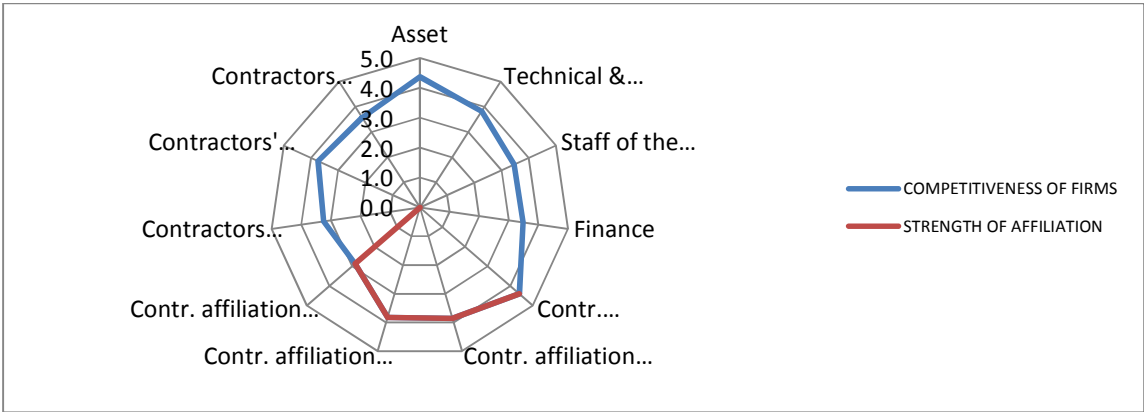 Asset
5.0
4.0
3.0
2.0
1.0
0.0
Technical &...
Staff of the...
Finance
Contr....
Contr. affiliation...
Contr. affiliation...
Contr. affiliation...
Contractors...
Contractors'...
Contractors...
COMPETITIVENESS OF FIRMS
STRENGTH OF AFFILIATION